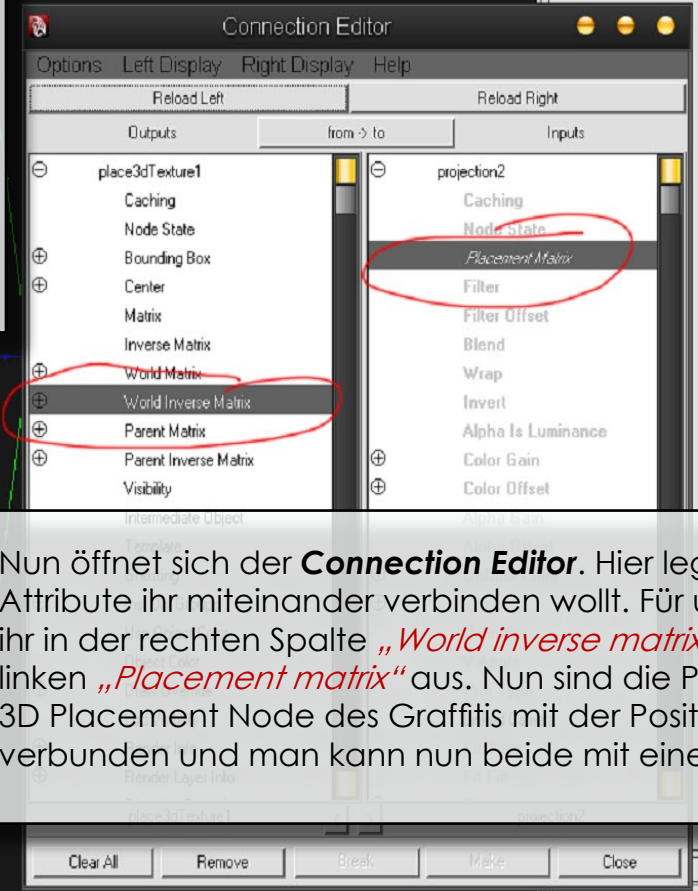 Connection Editor
Options Left Display Right Display Help
Reload Left Reload Right
Outputs from -> to Inputs
place3dTexture1 projection2
Caching Caching
Node State Node State
Bounding Box Placement Matrix
Center Filter
Matrix Filter Offset
Inverse Matrix Blend
World Matrix Wrap
World Inverse Matrix Invert
Parent Matrix Alpha Is Luminance
Parent Inverse Matrix Color Gain
Visibility Color Offset
Intermediate Object Alpha Gain
Template
Nun öffnet sich der Connection Editor. Hier leg
Attribute ihr miteinander verbinden wollt. Für u
ihr in der rechten Spalte „World inverse matrix
linken „Placement matrix“ aus. Nun sind die P
3D Placement Node des Graffitis mit der Posit
verbunden und man kann nun beide mit eine
Render Layer Info
place3dTexture1 projection2
Clear All Remove Break Make Close